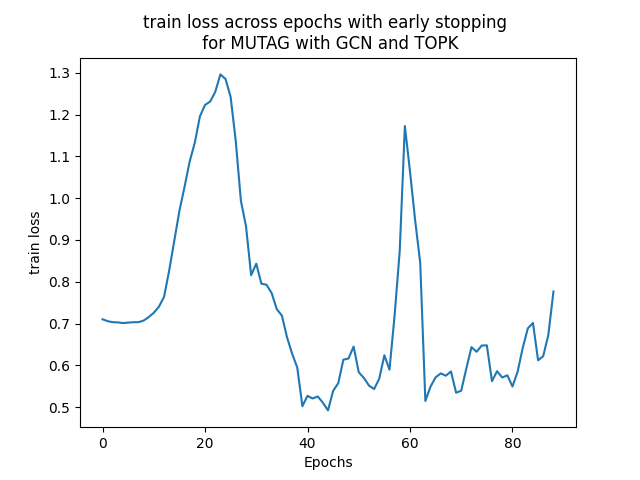 train loss across epochs with early stopping
for MUTAG with GCN and TOPK
1.3
1.2
1.1
1.0
0.9
0.8
0.7
0.6
0.5
train loss
0 20 40 60 80
Epochs